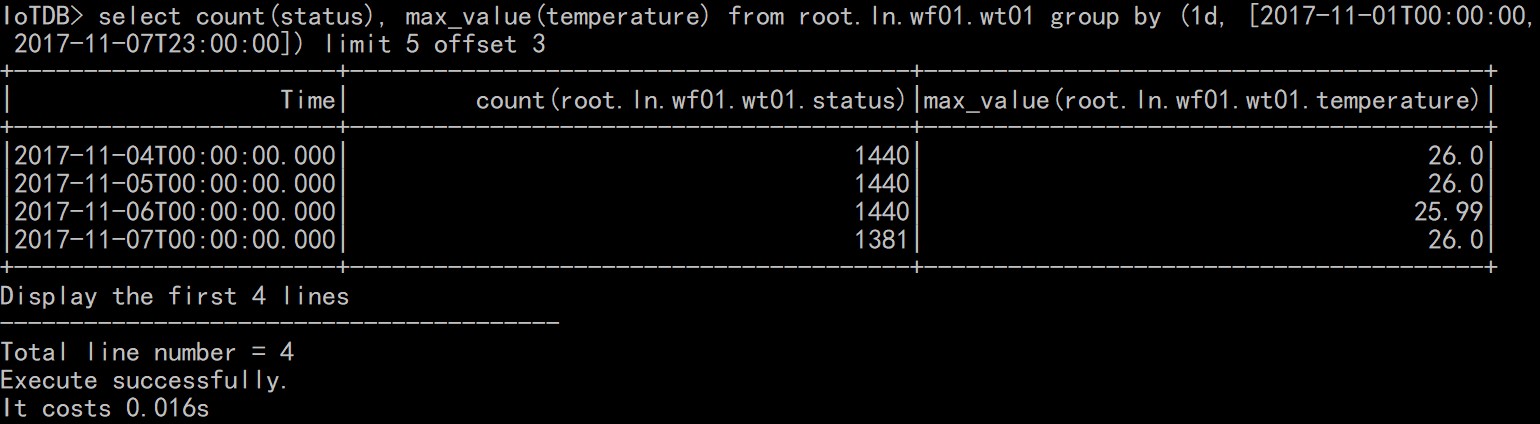 IoTDB> select count(status), max_value(temperature) from root.ln.wf01.wt01 group by (1d, [2017-11-01T00:00:00,
 2017-11-07T23:00:00]) limit 5 offset 3
+-----------------------+----------------------------------------+----------------------------------------+
|                   Time|         count(root.ln.wf01.wt01.status)|max_value(root.ln.wf01.wt01.temperature)|
+-----------------------+----------------------------------------+----------------------------------------+
|2017-11-04T00:00:00.000|                                    1440|                                    26.0|
|2017-11-05T00:00:00.000|                                    1440|                                    26.0|
|2017-11-06T00:00:00.000|                                    1440|                                   25.99|
|2017-11-07T00:00:00.000|                                    1381|                                    26.0|
+-----------------------+----------------------------------------+----------------------------------------+
Display the first 4 lines
----------------------------------------
Total line number = 4
Execute successfully.
It costs 0.016s